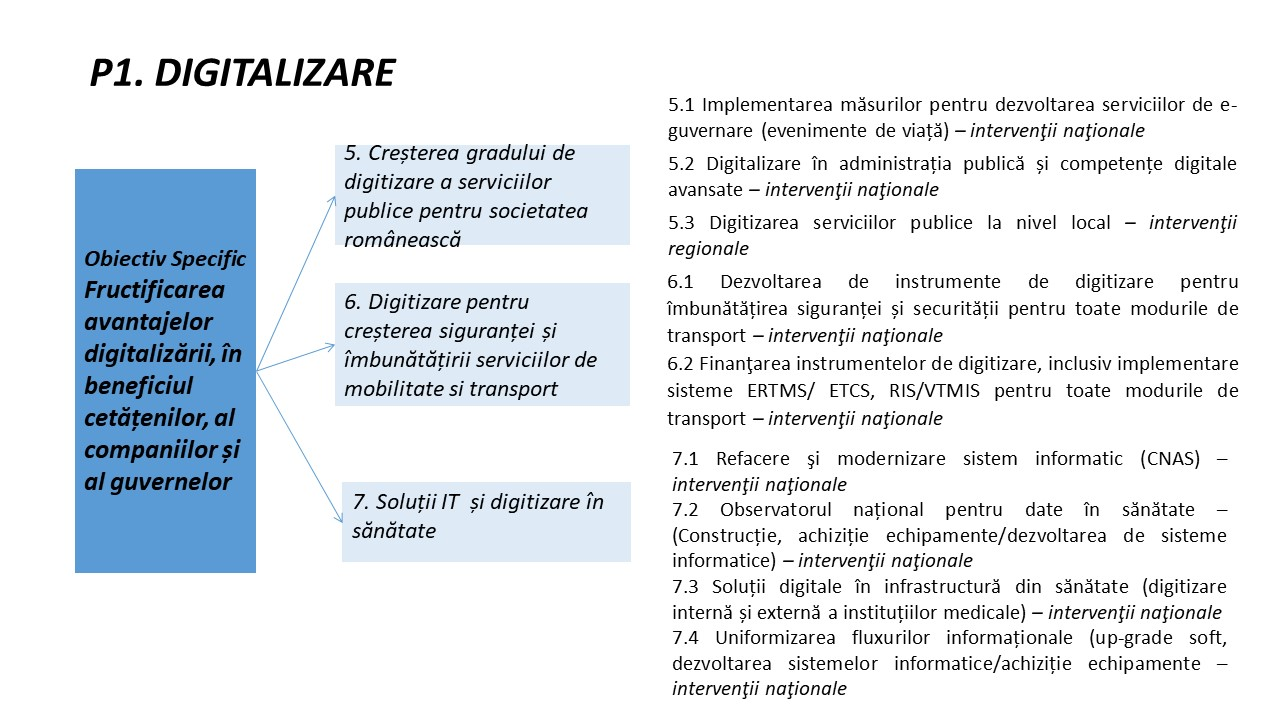 P1. DIGITALIZARE
Obiectiv Specific
Fructificarea
avantajelor
digitalizării, în
beneficiul
cetățenilor, al
companiilor și
al guvernelor
5. Creșterea gradului de
digitizare a serviciilor
publice pentru societatea
românească
6. Digitizare pentru
creșterea siguranței și
îmbunătățirii serviciilor de
mobilitate si transport
7. Soluții IT și digitizare în
sănătate
5.1 Implementarea măsurilor pentru dezvoltarea serviciilor de e-
guvernare (evenimente de viață) – intervenţii naţionale
5.2 Digitalizare în administrația publică și competențe digitale
avansate – intervenţii naţionale
5.3 Digitizarea serviciilor publice la nivel local – intervenţii
regionale
6.1 Dezvoltarea de instrumente de digitizare pentru
îmbunătățirea siguranței și securității pentru toate modurile de
transport – intervenţii naţionale
6.2 Finanţarea instrumentelor de digitizare, inclusiv implementare
sisteme ERTMS/ ETCS, RIS/VTMIS pentru toate modurile de
transport – intervenţii naţionale
7.1 Refacere şi modernizare sistem informatic (CNAS) –
intervenţii naţionale
7.2 Observatorul național pentru date în sănătate –
(Construcție, achiziție echipamente/dezvoltarea de sisteme
informatice) – intervenţii naţionale
7.3 Soluții digitale în infrastructură din sănătate (digitizare
internă și externă a instituțiilor medicale) – intervenţii naţionale
7.4 Uniformizarea fluxurilor informaționale (up-grade soft,
dezvoltarea sistemelor informatice/achiziție echipamente –
intervenţii naţionale